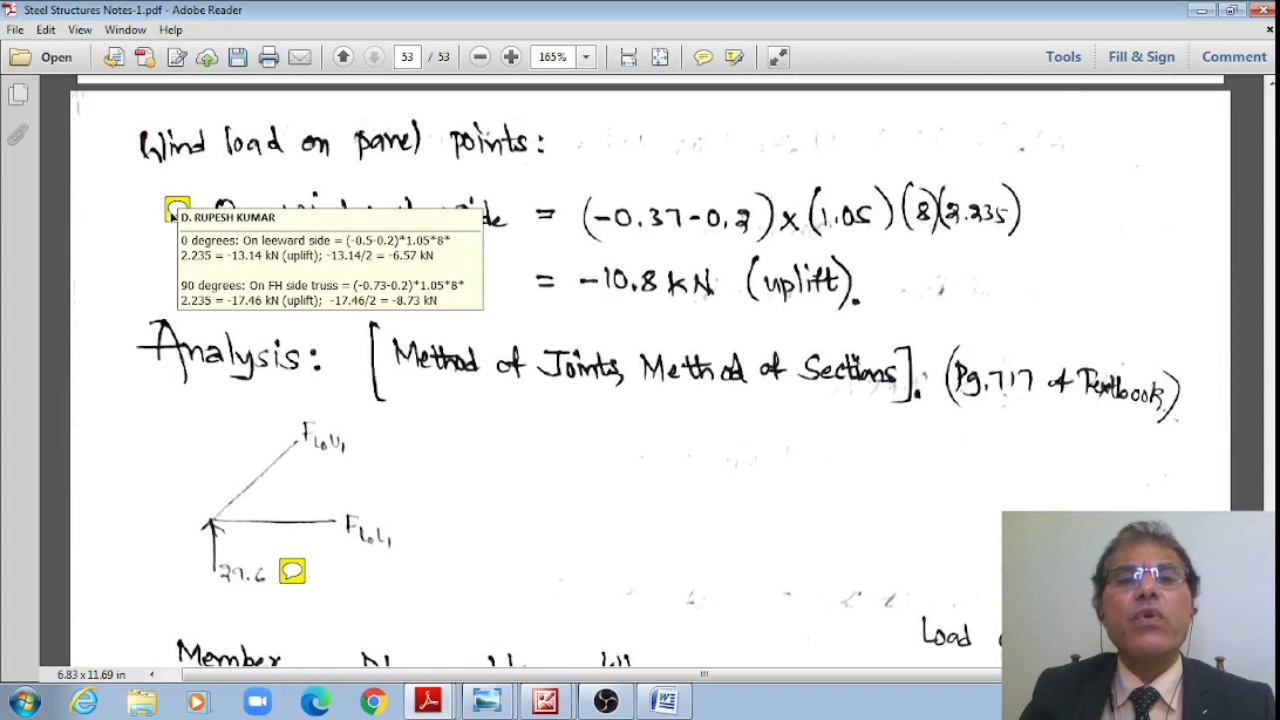 Steel Structures Notes-1.pdf - Adobe Reader
File Edit View Window Help
Open 53 / 53 165% Tools Fill & Sign Comment
Wind load on panel points:
side = (-0.37-0.2) x (1.05) (8)(2.235)
D. RUPESH KUMAR
0 degrees: On leeward side = (-0.5-0.2)*1.05*8*
2.235 = -13.14 kN (uplift); -13.14/2 = -6.57 kN
90 degrees: On FH side truss = (-0.73-0.2)*1.05*8*
2.235 = -17.46 kN (uplift); -17.46/2 = -8.73 kN
= -10.8 kN (uplift).
Analysis: [Method of Joints, Method of Sections]. (Pg.717 of Textbook)
FL0U1
FL0L1
29.6
Load
Member
6.83 x 11.69 in